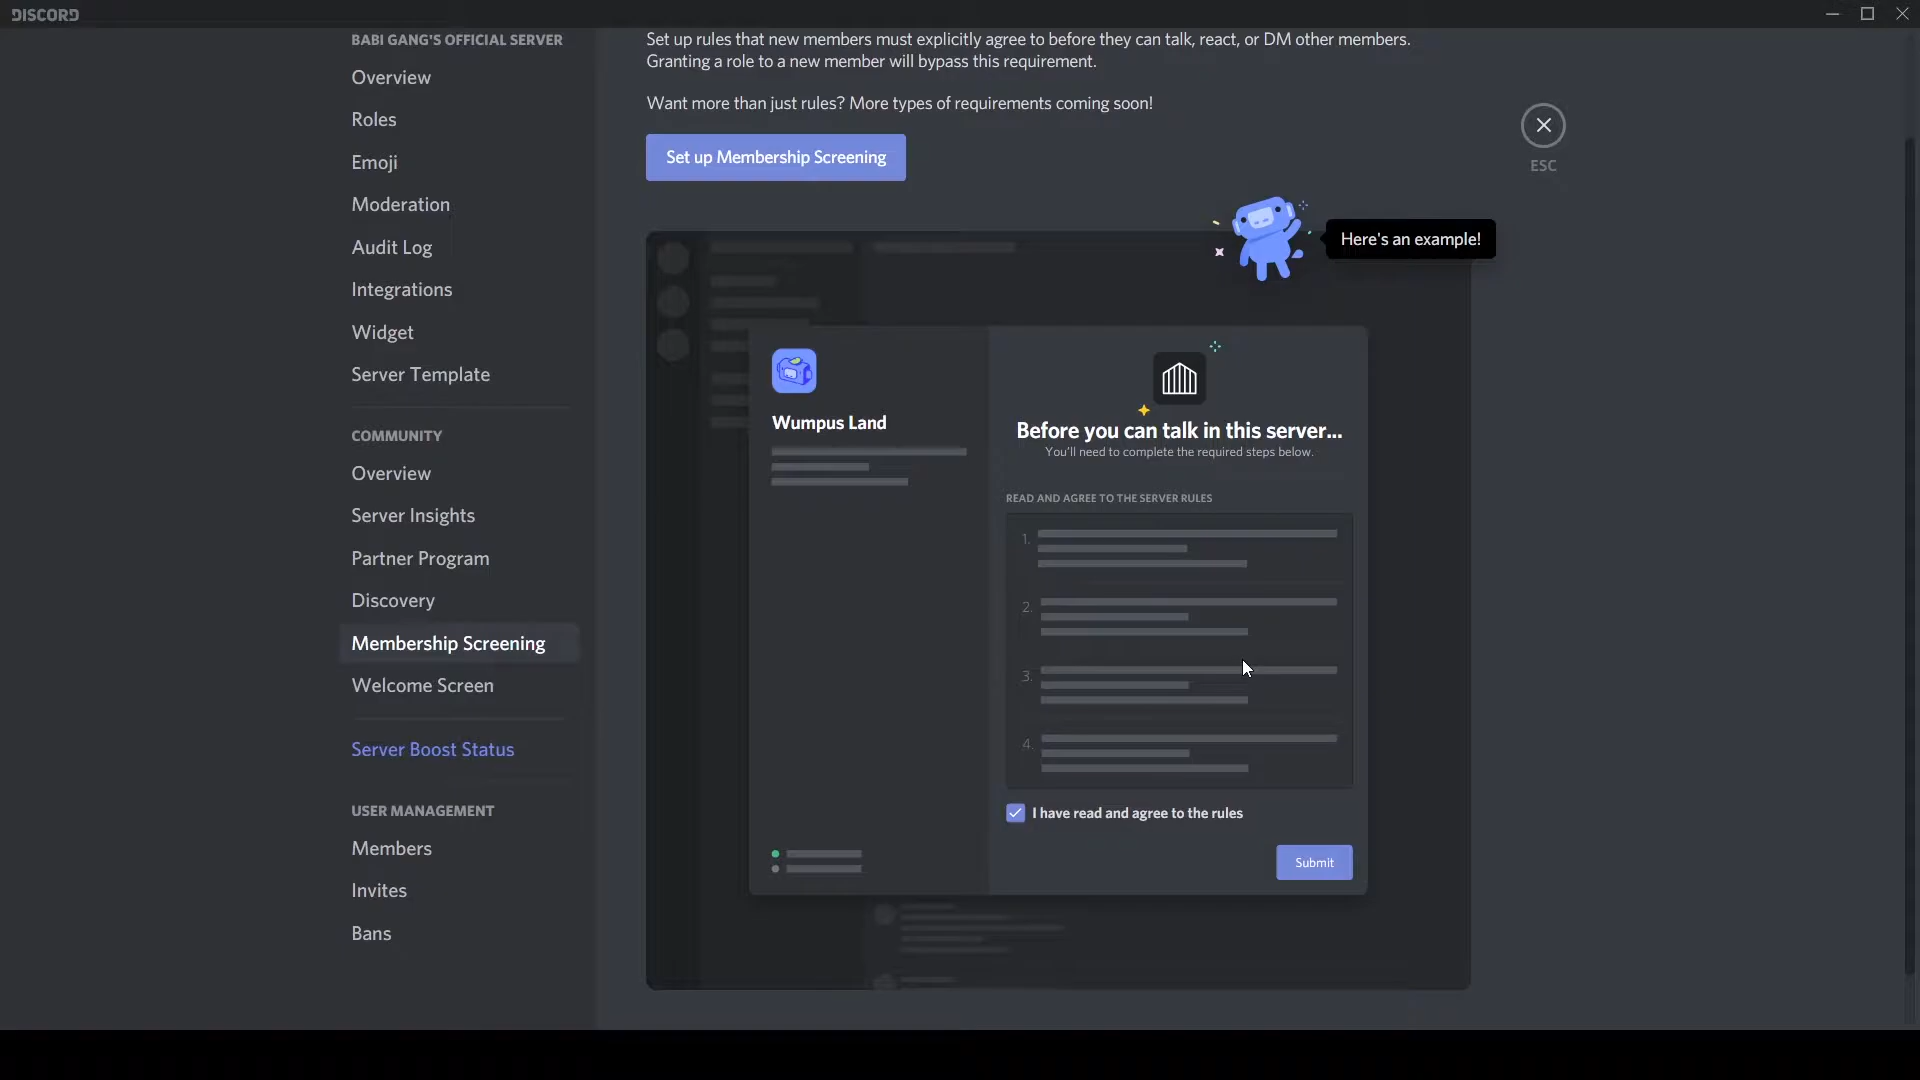 DISCORD
BABI GANG'S OFFICIAL SERVER
Overview
Roles
Emoji
Moderation
Audit Log
Integrations
Widget
Server Template
COMMUNITY
Overview
Server Insights
Partner Program
Discovery
Membership Screening
Welcome Screen
Server Boost Status
USER MANAGEMENT
Members
Invites
Bans
Set up rules that new members must explicitly agree to before they can talk, react, or DM other members.
Granting a role to a new member will bypass this requirement.
Want more than just rules? More types of requirements coming soon!
Set up Membership Screening
ESC
Here's an example!
Wumpus Land
Before you can talk in this server...
You'll need to complete the required steps below.
READ AND AGREE TO THE SERVER RULES
1.
2.
3.
4.
I have read and agree to the rules
Submit